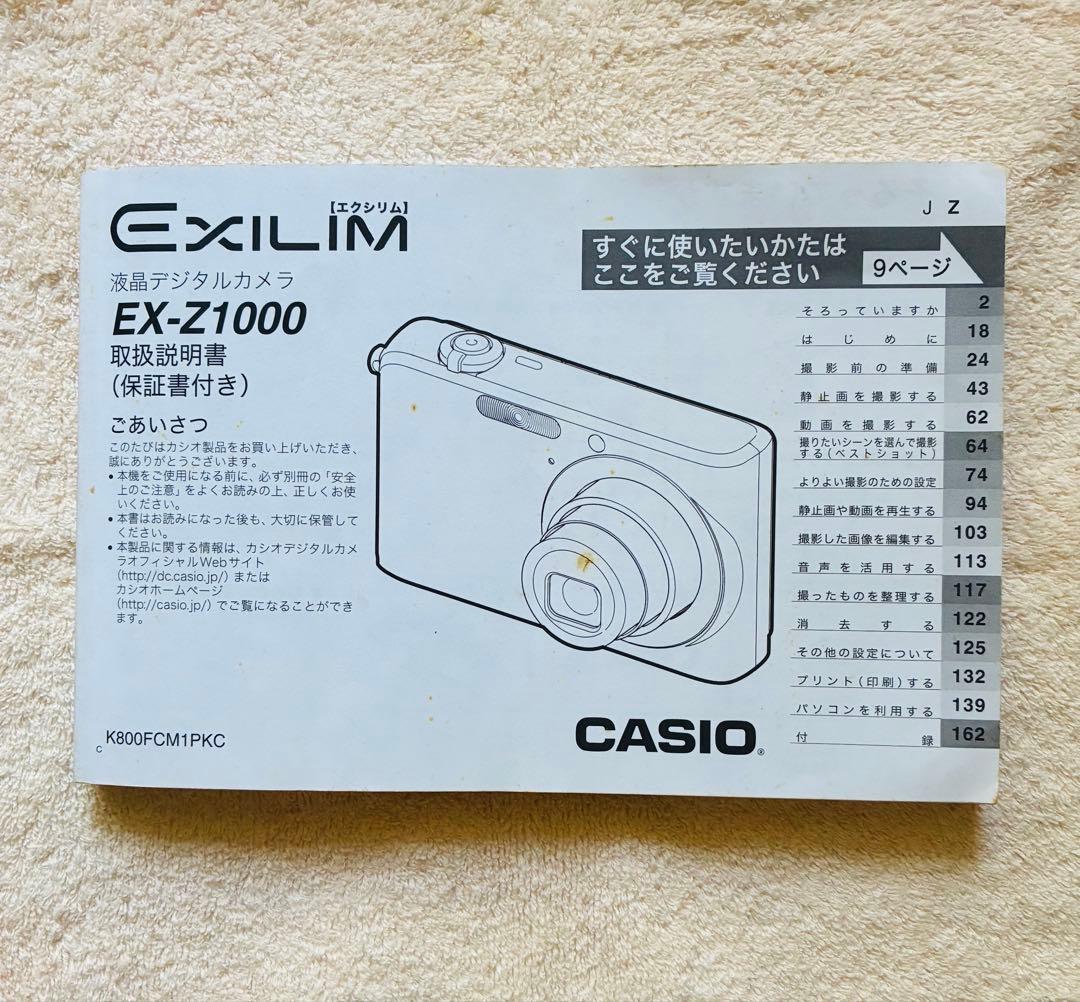 EXILIM
【エクシリム】
液晶デジタルカメラ
EX-Z1000
取扱説明書
(保証書付き)
ごあいさつ
このたびはカシオ製品をお買い上げいただき、
誠にありがとうございます。
• 本機をご使用になる前に、必ず別冊の「安全
上のご注意」をよくお読みの上、正しくお使
いください。
• 本書はお読みになった後も、大切に保管して
ください。
• 本製品に関する情報は、カシオデジタルカメ
ラオフィシャルWebサイト
(http://dc.casio.jp/) または
カシオホームページ
(http://casio.jp/) でご覧になることができ
ます。
K800FCM1PKC
C
CASIO®
J Z
すぐに使いたいかたは
ここをご覧ください
9ページ
そろっていますか 2
はじめに 18
撮影前の準備 24
静止画を撮影する 43
動画を撮影する 62
撮りたいシーンを選んで撮影
する(ベストショット) 64
よりよい撮影のための設定 74
静止画や動画を再生する 94
撮影した画像を編集する 103
音声を活用する 113
撮ったものを整理する 117
消去する 122
その他の設定について 125
プリント(印刷)する 132
パソコンを利用する 139
付録 162